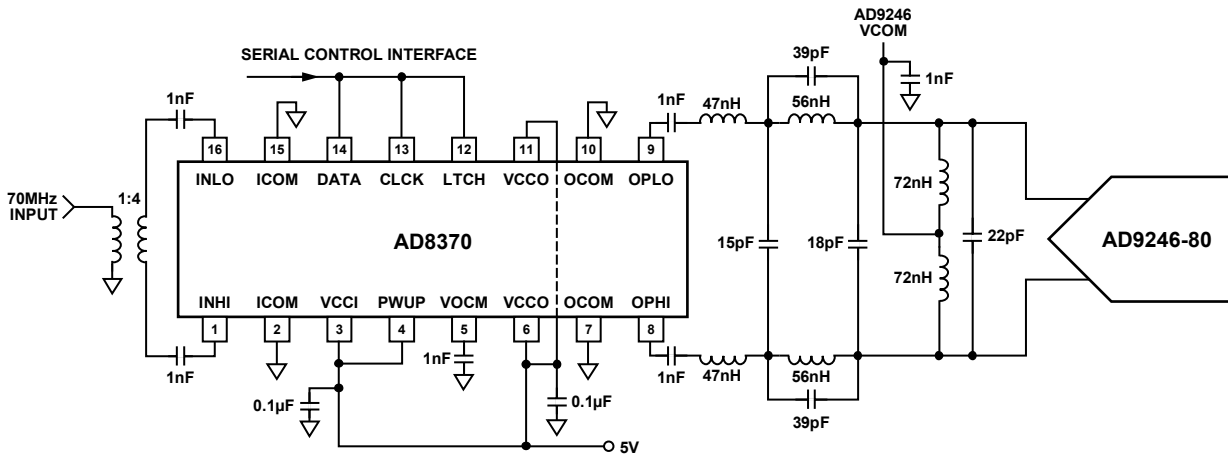 AD9246
VCOM
SERIAL CONTROL INTERFACE
39pF
1nF
1nF
1nF
47nH
56nH
16
15
14
13
12
11
10
9
INLO
ICOM
DATA
CLCK
LTCH
VCCO
OCOM
OPLO
70MHz
INPUT
1:4
72nH
AD8370
15pF
18pF
22pF
AD9246-80
72nH
INHI
ICOM
VCCI
PWUP
VOCM
VCCO
OCOM
OPHI
1
2
3
4
5
6
7
8
1nF
1nF
1nF
47nH
56nH
0.1µF
0.1µF
39pF
5V